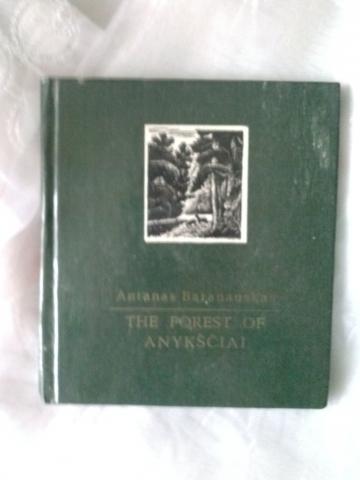 Antanas Baranauskas
THE FOREST OF
ANYKŠČIAI